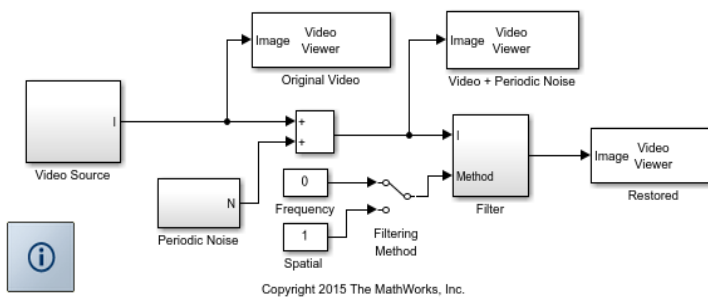 Image
Video
Viewer
Original Video
Image
Video
Viewer
Video + Periodic Noise
I
Video Source
+
+
N
Periodic Noise
0
Frequency
1
Spatial
Filtering
Method
I
Method
Filter
Image
Video
Viewer
Restored
i
Copyright 2015 The MathWorks, Inc.